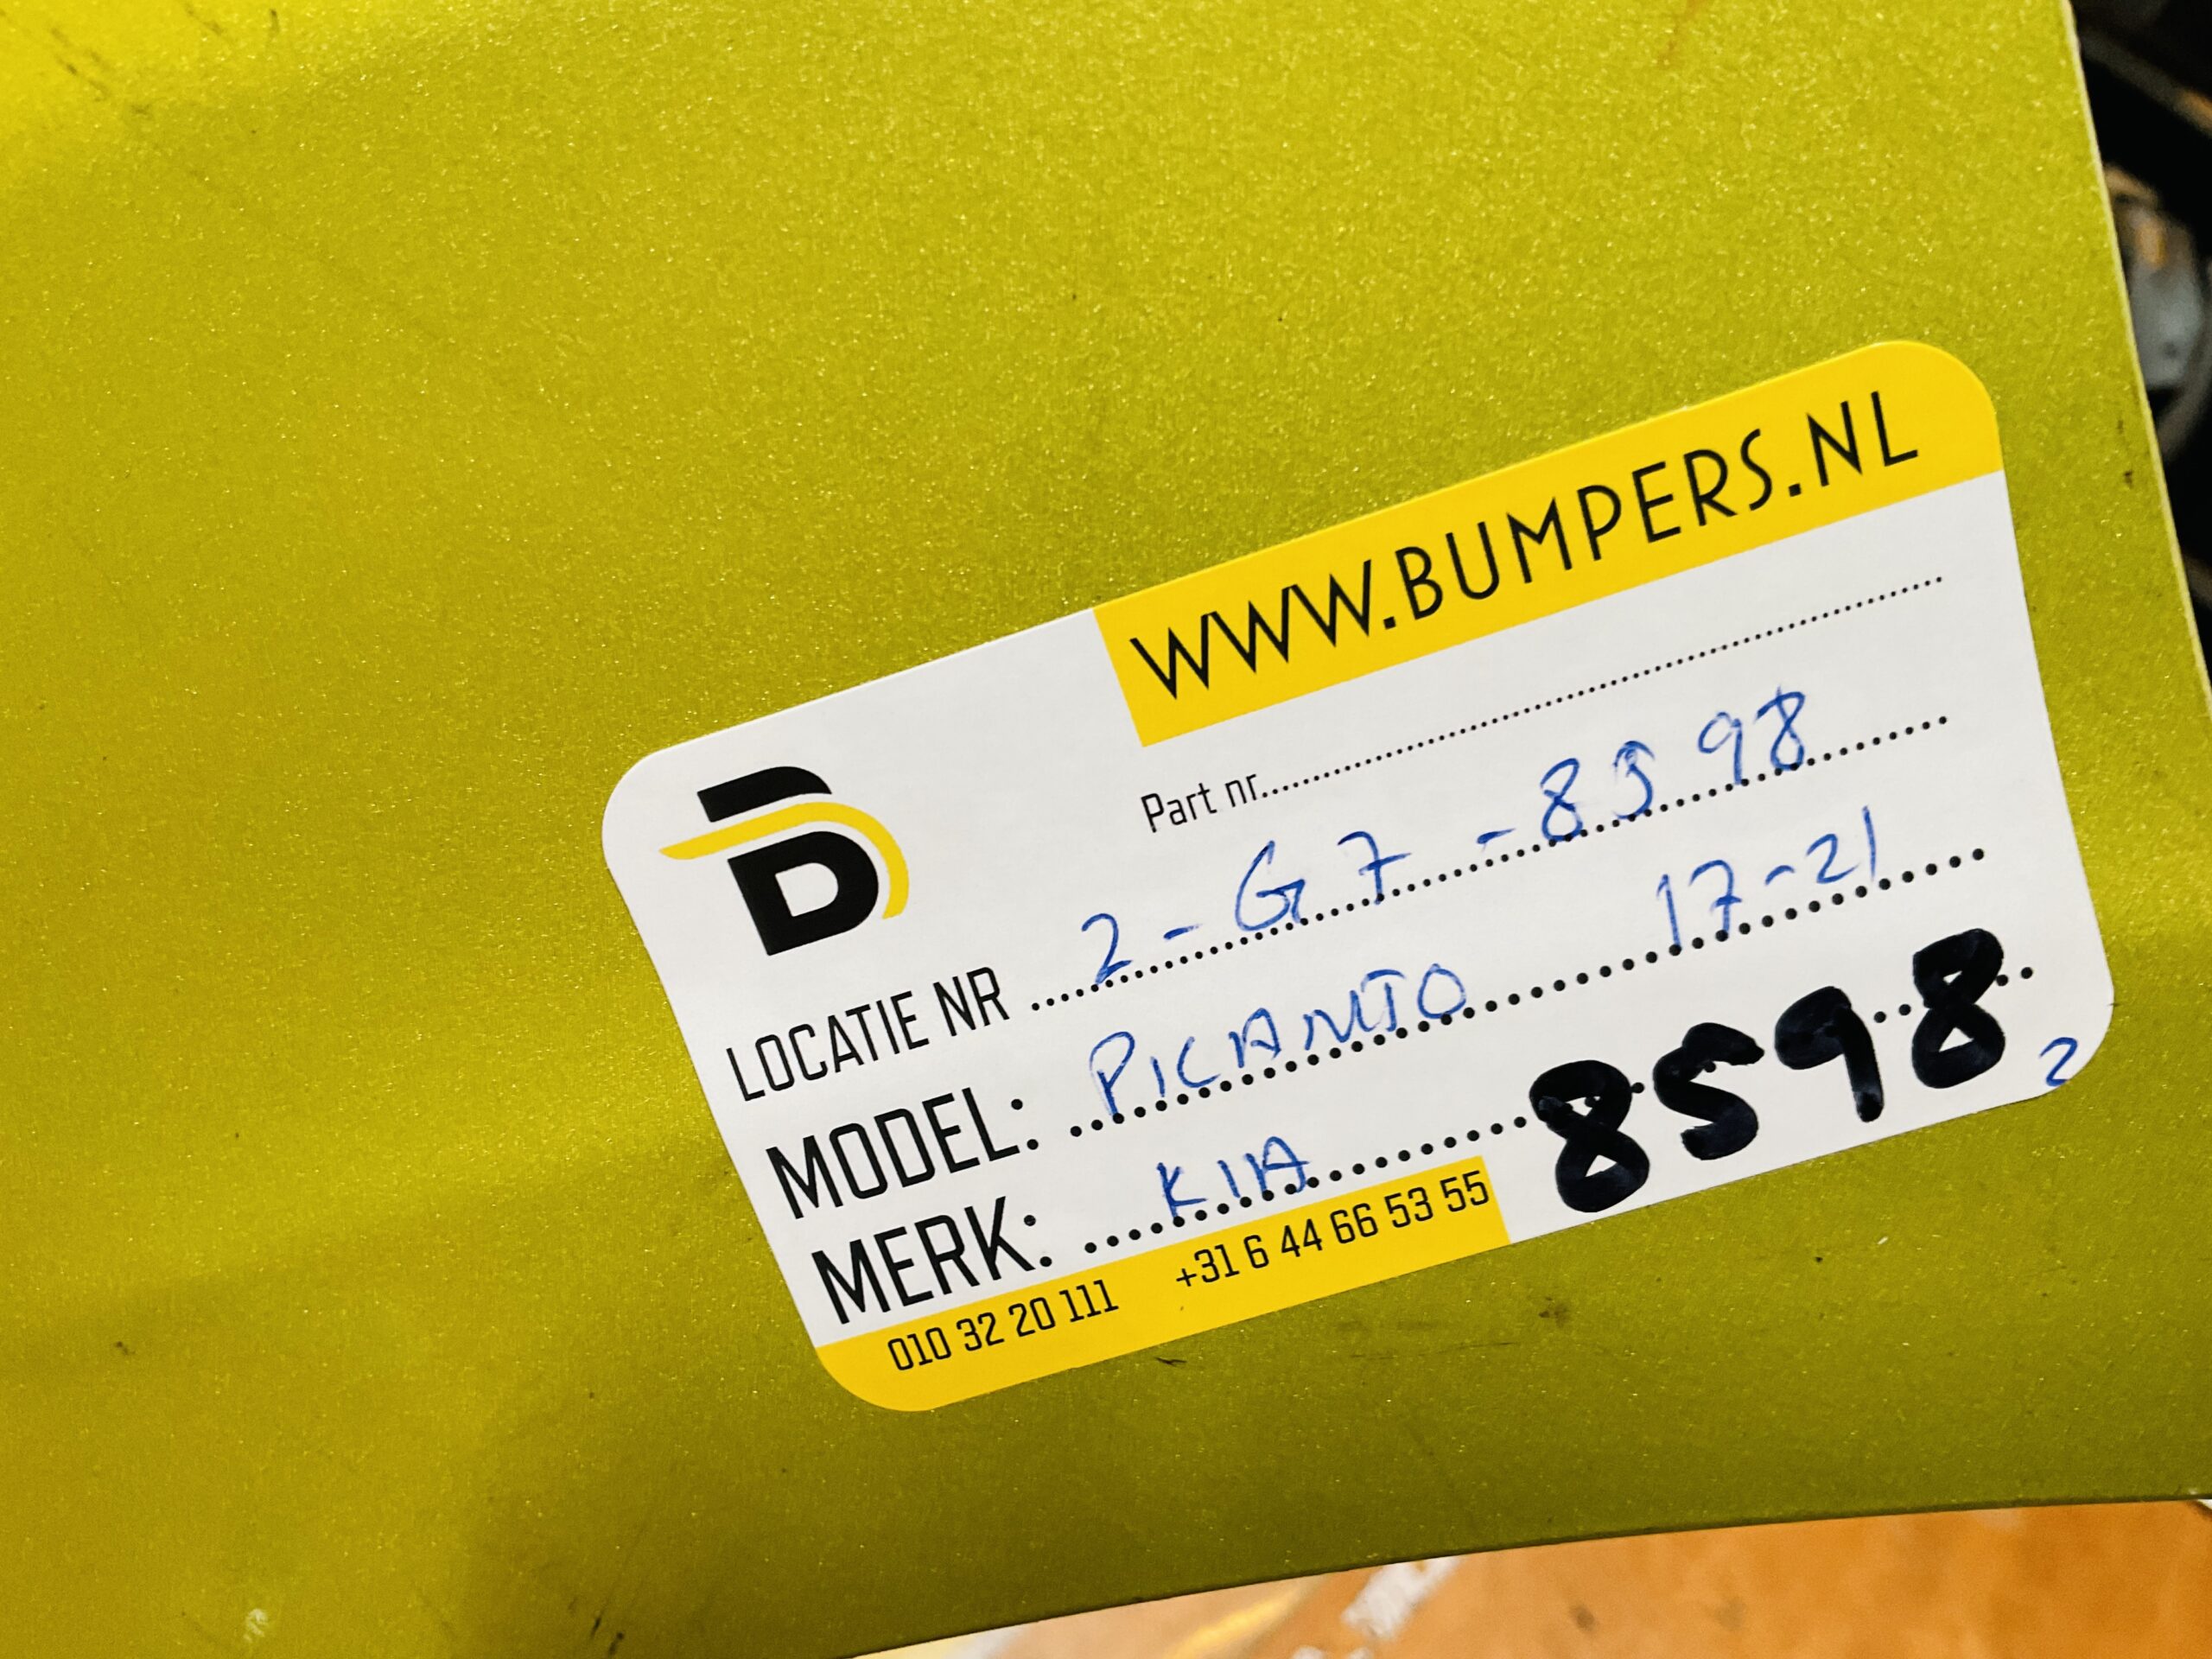 WWW.BUMPERS.NL
Part nr..............................
B
LOCATIE NR 2-G7-8598
MODEL: PICANTO 17-21
MERK: KIA 8598
2
010 32 20 111 +31 6 44 66 53 55